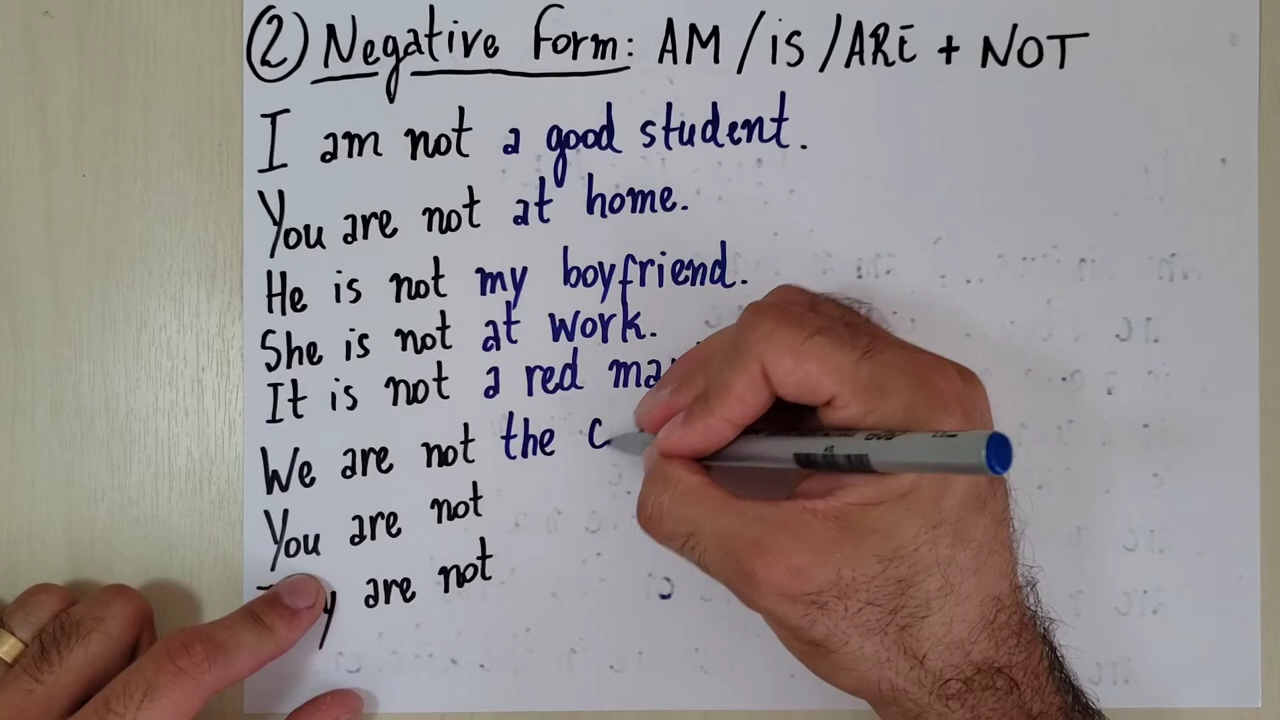 ② Negative Form: AM / iS / ARE + NOT
I am not a good student.
You are not at home.
He is not my boyfriend.
She is not at work.
It is not a red
We are not the
You are not
are not